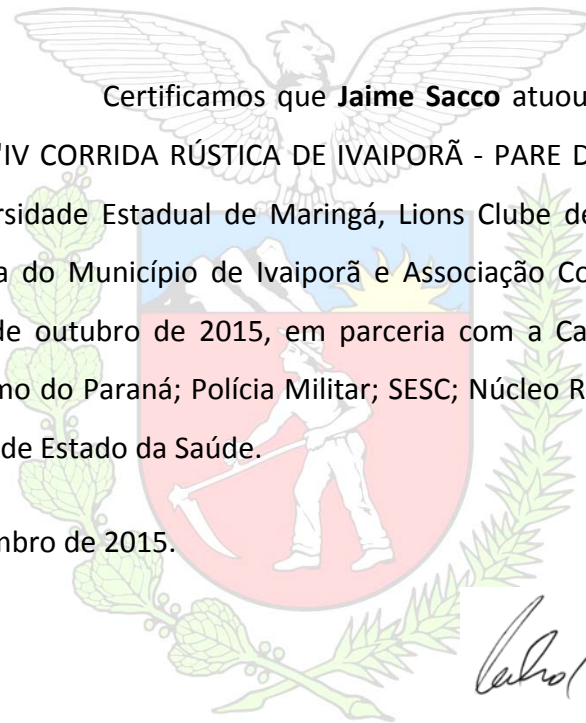 Certificamos que Jaime Sacco atuou
IV CORRIDA RÚSTICA DE IVAIPORÃ - PARE D
rsidade Estadual de Maringá, Lions Clube de
a do Município de Ivaiporã e Associação Co
de outubro de 2015, em parceria com a Ca
mo do Paraná; Polícia Militar; SESC; Núcleo R
de Estado da Saúde.
mbro de 2015.